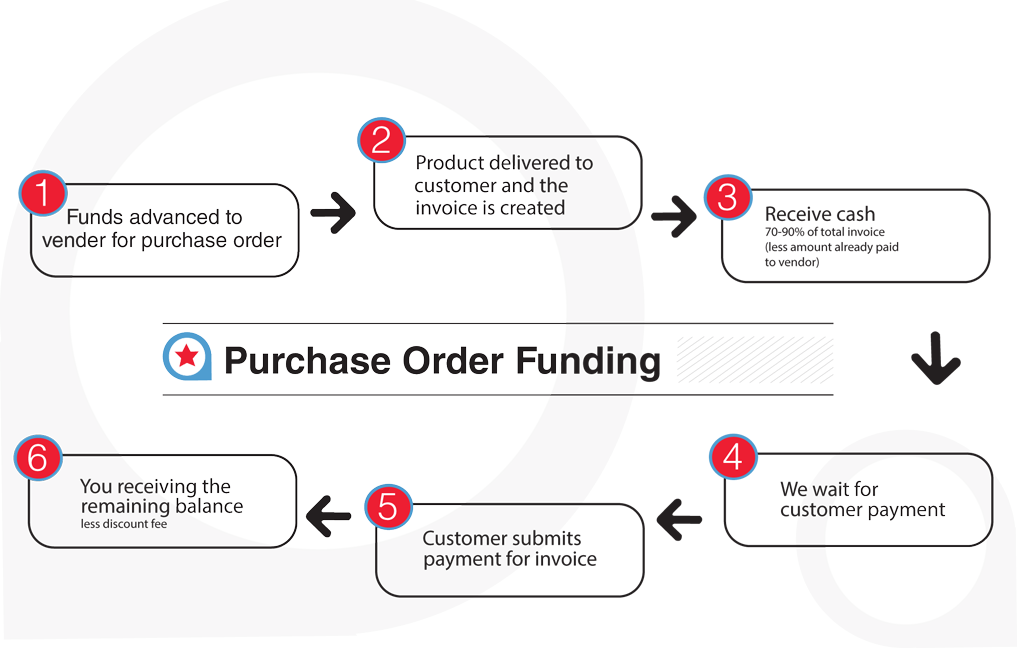 1
Funds advanced to
vender for purchase order
2
Product delivered to
customer and the
invoice is created
3
Receive cash
70-90% of total invoice
(less amount already paid
to vendor)
Purchase Order Funding
4
We wait for
customer payment
5
Customer submits
payment for invoice
6
You receiving the
remaining balance
less discount fee